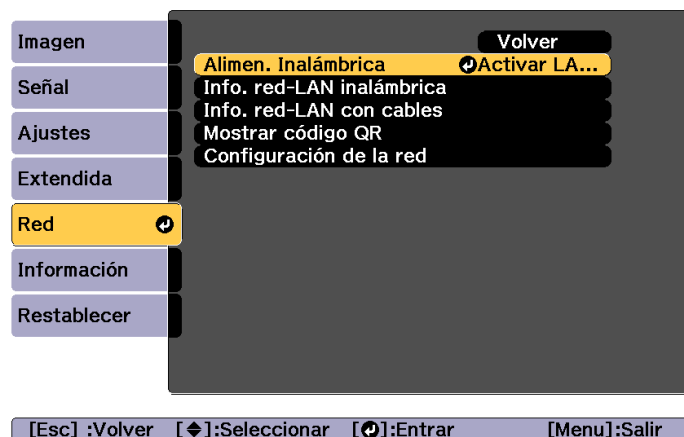 Imagen
Señal
Ajustes
Extendida
Red
Información
Restablecer
Volver
Alimen. Inalámbrica Activar LA...
Info. red-LAN inalámbrica
Info. red-LAN con cables
Mostrar código QR
Configuración de la red
[Esc] :Volver [◆]:Seleccionar [↵]:Entrar [Menu]:Salir